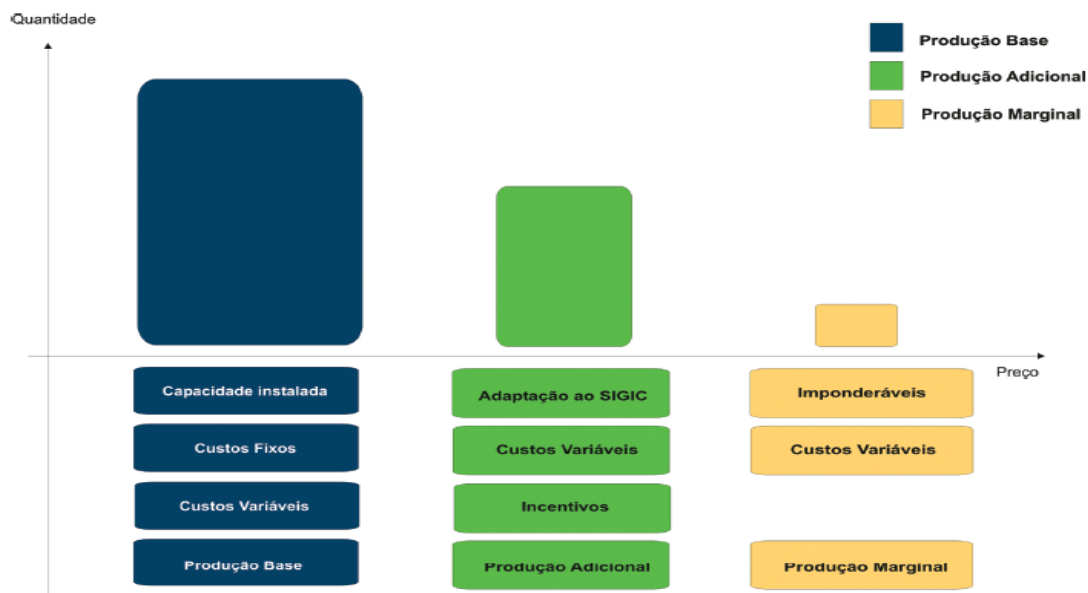 Quantidade
Produção Base
Produção Adicional
Produção Marginal
Preço
Capacidade instalada
Adaptação ao SIGIC
Imponderáveis
Custos Fixos
Custos Variáveis
Custos Variáveis
Custos Variáveis
Incentivos
Produção Base
Produção Adicional
Produção Marginal